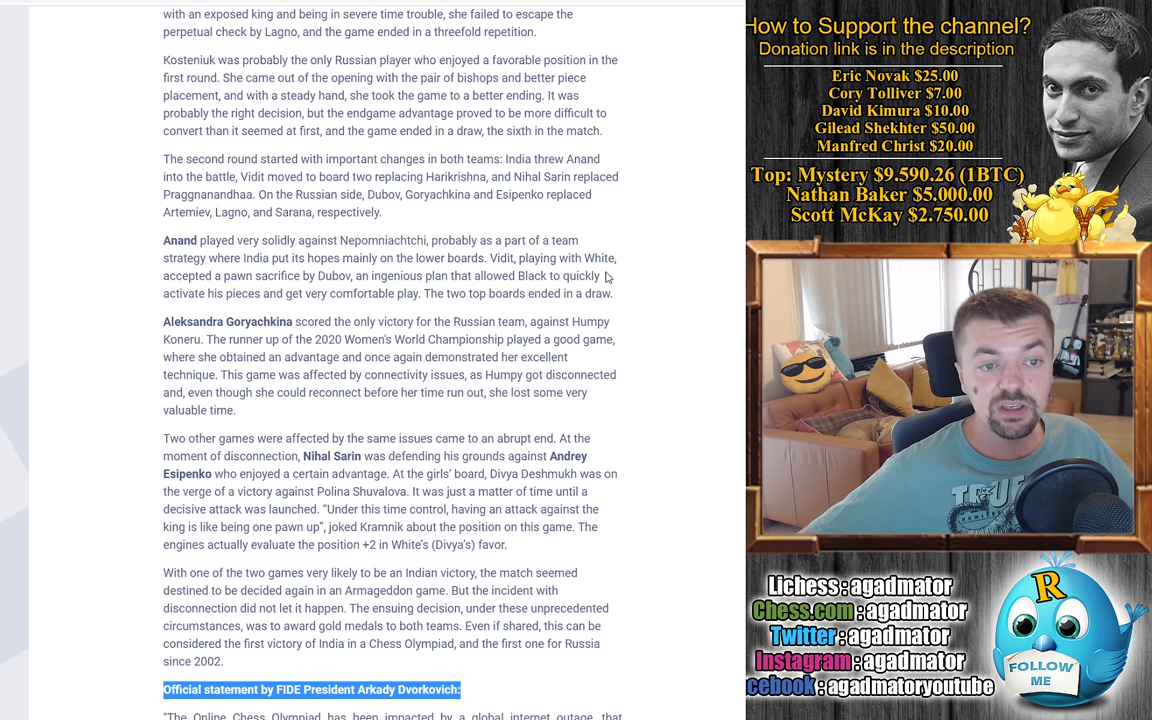 with an exposed king and being in severe time trouble, she failed to escape the
perpetual check by Lagno, and the game ended in a threefold repetition.
Kosteniuk was probably the only Russian player who enjoyed a favorable position in the
first round. She came out of the opening with the pair of bishops and better piece
placement, and with a steady hand, she took the game to a better ending. It was
probably the right decision, but the endgame advantage proved to be more difficult to
convert than it seemed at first, and the game ended in a draw, the sixth in the match.
The second round started with important changes in both teams: India threw Anand
into the battle, Vidit moved to board two replacing Harikrishna, and Nihal Sarin replaced
Praggnanandhaa. On the Russian side, Dubov, Goryachkina and Esipenko replaced
Artemiev, Lagno, and Sarana, respectively.
Anand played very solidly against Nepomniachtchi, probably as a part of a team
strategy where India put its hopes mainly on the lower boards. Vidit, playing with White,
accepted a pawn sacrifice by Dubov, an ingenious plan that allowed Black to quickly
activate his pieces and get very comfortable play. The two top boards ended in a draw.
Aleksandra Goryachkina scored the only victory for the Russian team, against Humpy
Koneru. The runner up of the 2020 Women's World Championship played a good game,
where she obtained an advantage and once again demonstrated her excellent
technique. This game was affected by connectivity issues, as Humpy got disconnected
and, even though she could reconnect before her time run out, she lost some very
valuable time.
Two other games were affected by the same issues came to an abrupt end. At the
moment of disconnection, Nihal Sarin was defending his grounds against Andrey
Esipenko who enjoyed a certain advantage. At the girls' board, Divya Deshmukh was on
the verge of a victory against Polina Shuvalova. It was just a matter of time until a
decisive attack was launched. "Under this time control, having an attack against the
king is like being one pawn up", joked Kramnik about the position on this game. The
engines actually evaluate the position +2 in White's (Divya's) favor.
With one of the two games very likely to be an Indian victory, the match seemed
destined to be decided again in an Armageddon game. But the incident with
disconnection did not let it happen. The ensuing decision, under these unprecedented
circumstances, was to award gold medals to both teams. Even if shared, this can be
considered the first victory of India in a Chess Olympiad, and the first one for Russia
since 2002.
Official statement by FIDE President Arkady Dvorkovich:
"The Online Chess Olympiad has been impacted by a global internet outage, that
How to Support the channel?
Donation link is in the description
Eric Novak $25.00
Cory Tolliver $7.00
David Kimura $10.00
Gilead Shekhter $50.00
Manfred Christ $20.00
Top: Mystery $9.590.26 (1BTC)
Nathan Baker $5.000.00
Scott McKay $2.750.00
Lichess:agadmator
Chess.com:agadmator
Twitter:agadmator
Instagram:agadmator
cebook:agadmatoryoutube
R
FOLLOW
ME